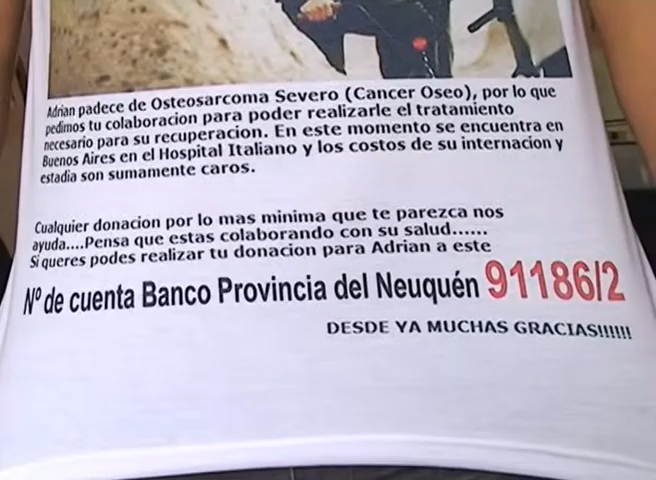 Adrian padece de Osteosarcoma Severo (Cancer Oseo), por lo que
pedimos tu colaboracion para poder realizarle el tratamiento
necesario para su recuperacion. En este momento se encuentra en
Buenos Aires en el Hospital Italiano y los costos de su internacion y
estadia son sumamente caros.
Cualquier donacion por lo mas minima que te parezca nos
ayuda....Pensa que estas colaborando con su salud......
Si queres podes realizar tu donacion para Adrian a este
Nº de cuenta Banco Provincia del Neuquén 91186/2
DESDE YA MUCHAS GRACIAS!!!!!!